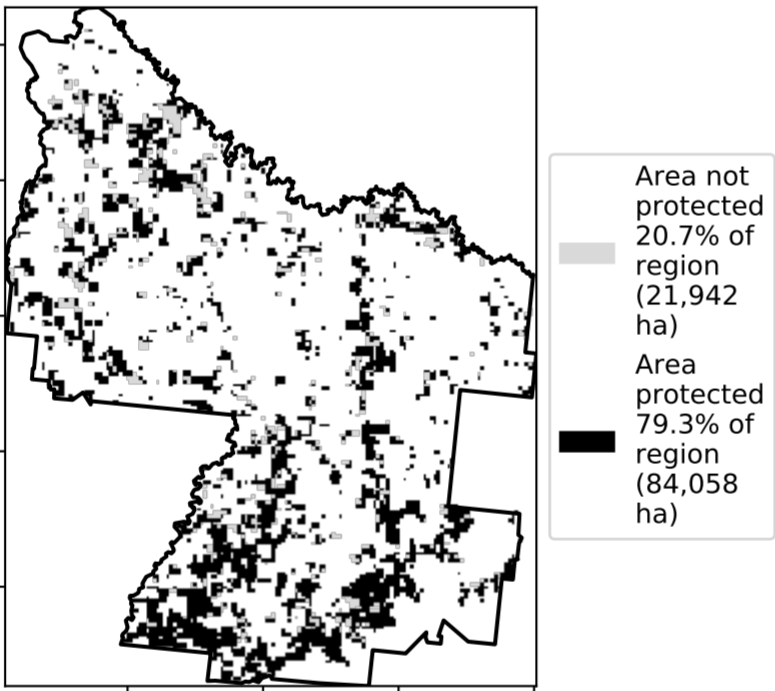 Area not
protected
20.7% of
region
(21,942
ha)
Area
protected
79.3% of
region
(84,058
ha)